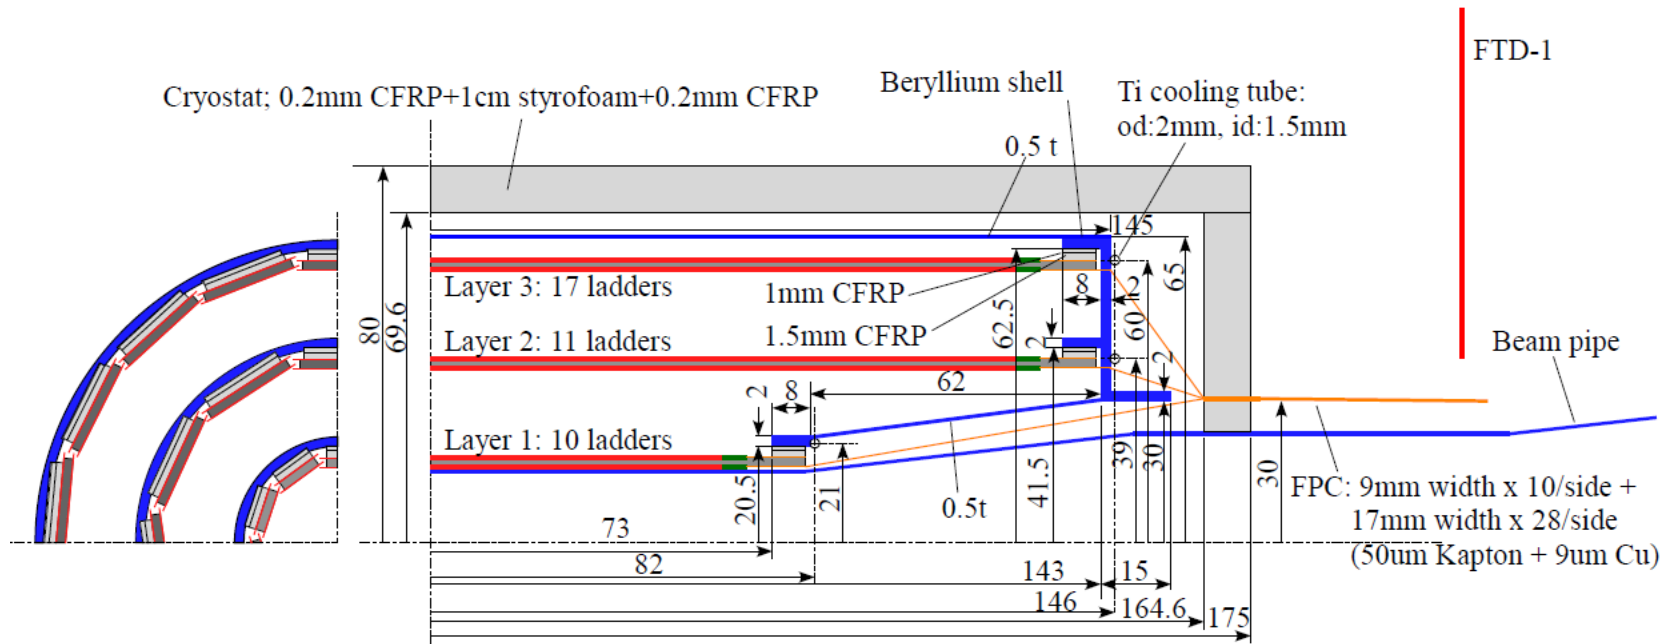 FTD-1
Beryllium shell
Cryostat; 0.2mm CFRP+1cm styrofoam+0.2mm CFRP
Ti cooling tube:
od:2mm, id:1.5mm
0.5 t
145
Layer 3: 17 ladders
1mm CFRP
8
2
65
80
69.6
62.5
60
1.5mm CFRP
Layer 2: 11 ladders
2
2
Beam pipe
62
2
8
Layer 1: 10 ladders
20.5
21
0.5t
41.5
39
30
30
FPC: 9mm width x 10/side +
17mm width x 28/side
(50um Kapton + 9um Cu)
73
82
143
15
146
164.6
175